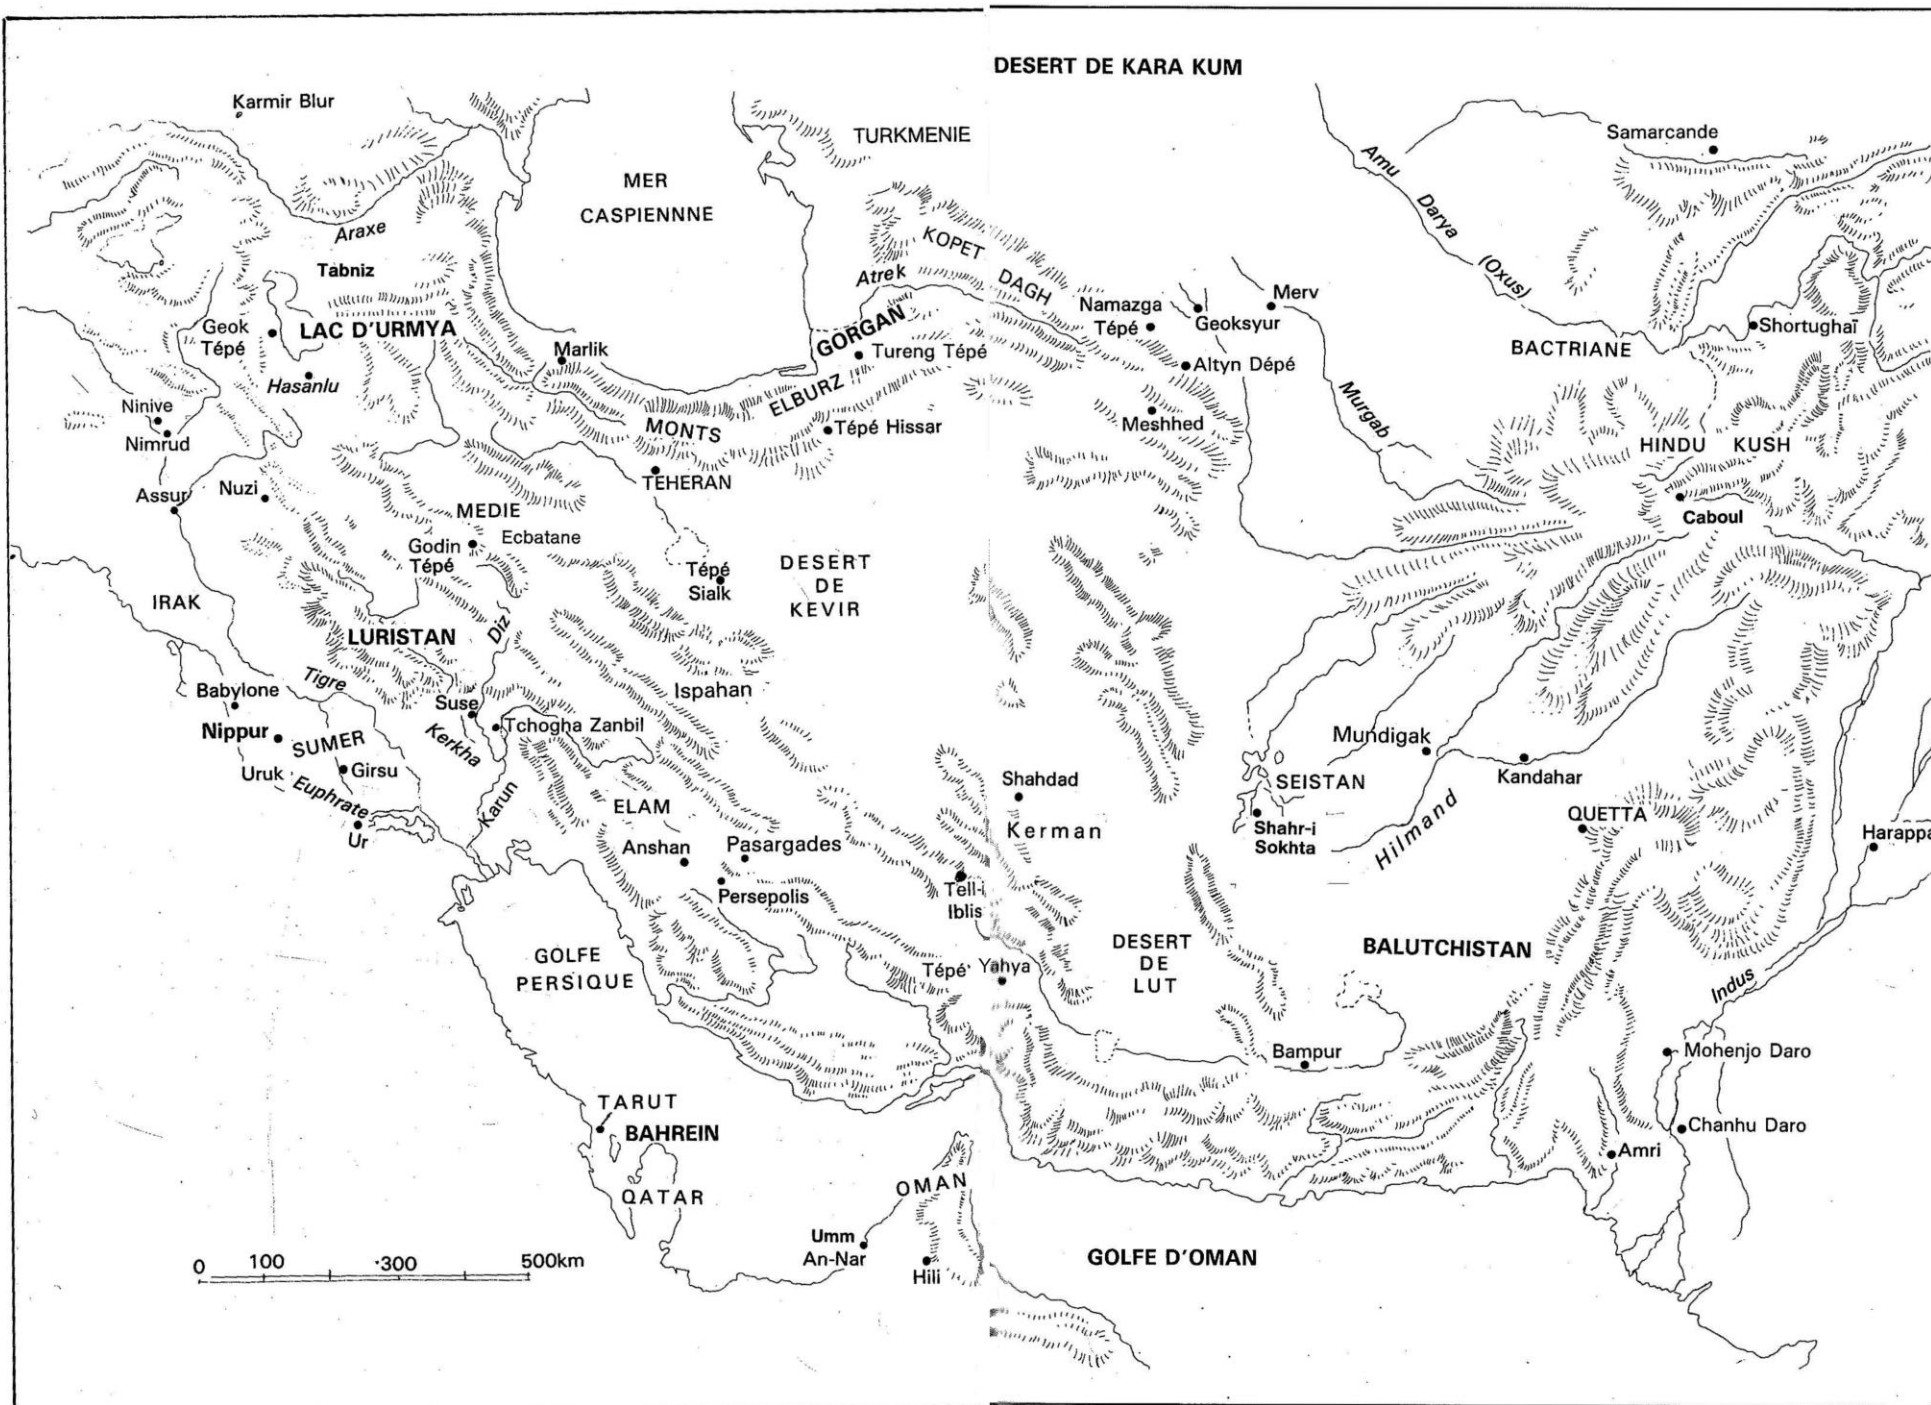 DESERT DE KARA KUM
Karmir Blur
TURKMENIE
Samarcande
MER
CASPIENNNE
Amu
Darya
(Oxus)
Araxe
Tabniz
KOPET
DAGH
Atrek
Geok
Tépé
LAC D'URMYA
Hasanlu
Marlik
GORGAN
Tureng Tépé
Namazga
Tépé
Geoksyur
Merv
Altyn Dépé
Meshhed
Murgab
BACTRIANE
Shortughaï
Ninive
Nimrud
MONTS
ELBURZ
Tépé Hissar
TEHERAN
HINDU KUSH
Caboul
Assur
Nuzi
MEDIE
Ecbatane
Godin
Tépé
Tépé
Sialk
DESERT
DE
KEVIR
IRAK
LURISTAN
Diz
Tigre
Babylone
Nippur
SUMER
Uruk
Girsu
Euphrate
Ur
Suse
Kerkha
Tchogha Zanbil
Karun
Ispahan
ELAM
Anshan
Pasargades
Persepolis
Shahdad
Kerman
Tell-i
Iblis
Tépé Yahya
SEISTAN
Shahr-i
Sokhta
Mundigak
Kandahar
Hilmand
QUETTA
Harappa
GOLFE
PERSIQUE
DESERT
DE
LUT
BALUTCHISTAN
Indus
Bampur
Mohenjo Daro
Chanhu Daro
Amri
TARUT
BAHREIN
QATAR
OMAN
Umm
An-Nar
Hili
GOLFE D'OMAN
0 100 300 500km